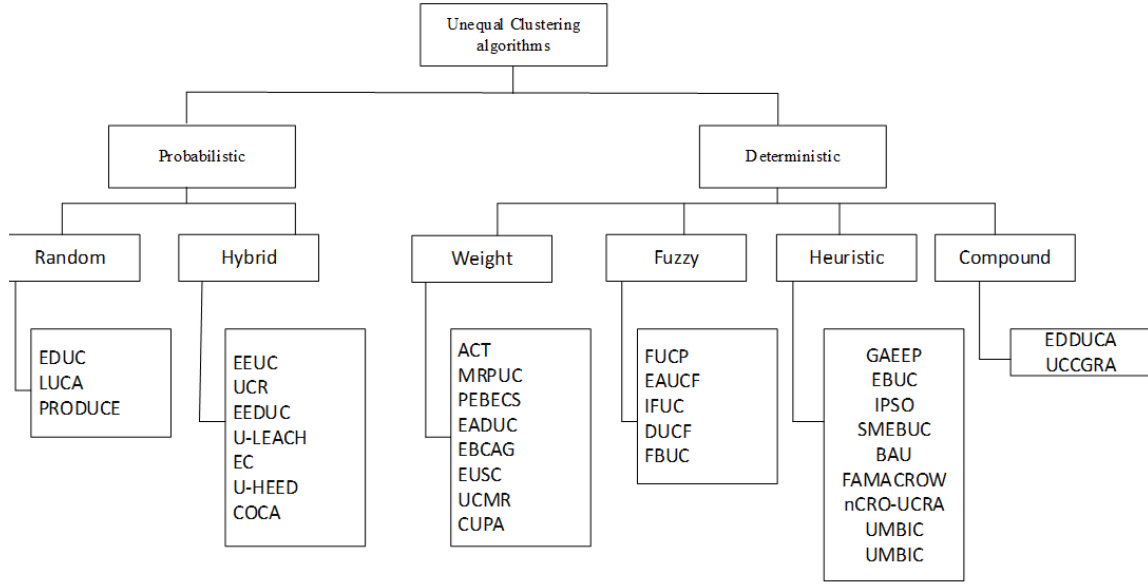 Unequal Clustering
algorithms
Probabilistic
Deterministic
Random
Hybrid
Weight
Fuzzy
Heuristic
Compound
EDUC
LUCA
PRODUCE
EEUC
UCR
EEDUC
U-LEACH
EC
U-HEED
COCA
ACT
MRPUC
PEBECS
EADUC
EBCAG
EUSC
UCMR
CUPA
FUCP
EAUCF
IFUC
DUCF
FBUC
GAEEP
EBUC
IPSO
SMEBUC
BAU
FAMACROW
nCRO-UCRA
UMBIC
UMBIC
EDDUCA
UCCGRA